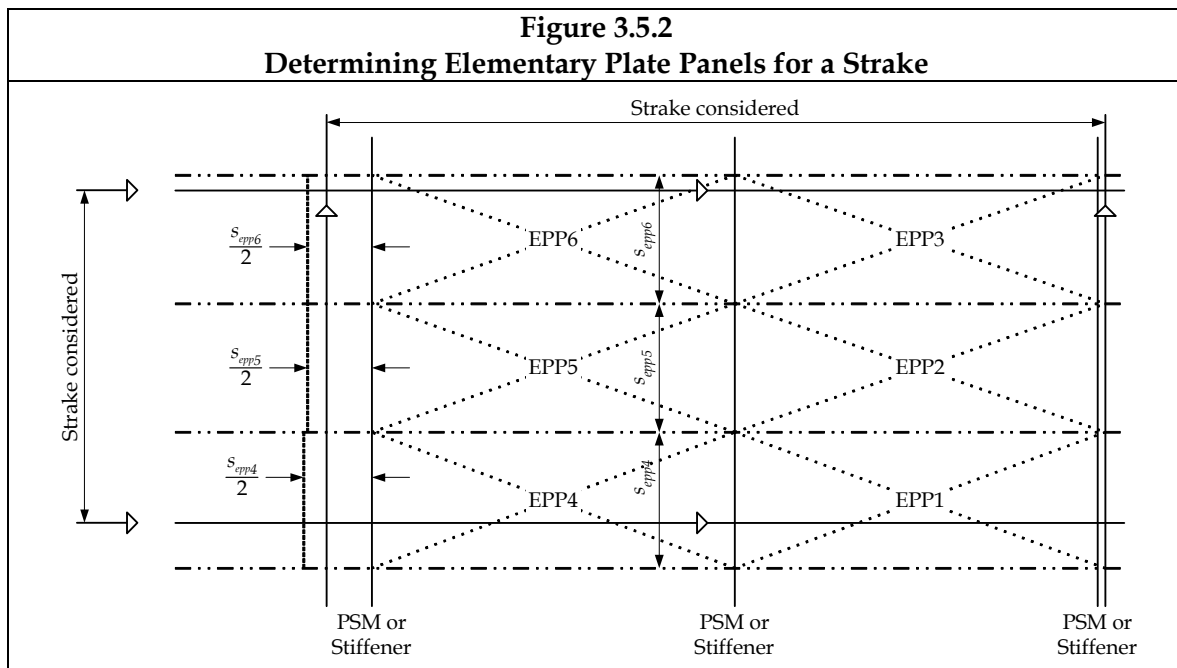 Figure 3.5.2
Determining Elementary Plate Panels for a Strake
Strake considered
Strake considered
s_epp6
2
EPP6
s_epp6
EPP3
s_epp5
2
EPP5
s_epp5
EPP2
s_epp4
2
EPP4
s_epp4
EPP1
PSM or
Stiffener
PSM or
Stiffener
PSM or
Stiffener